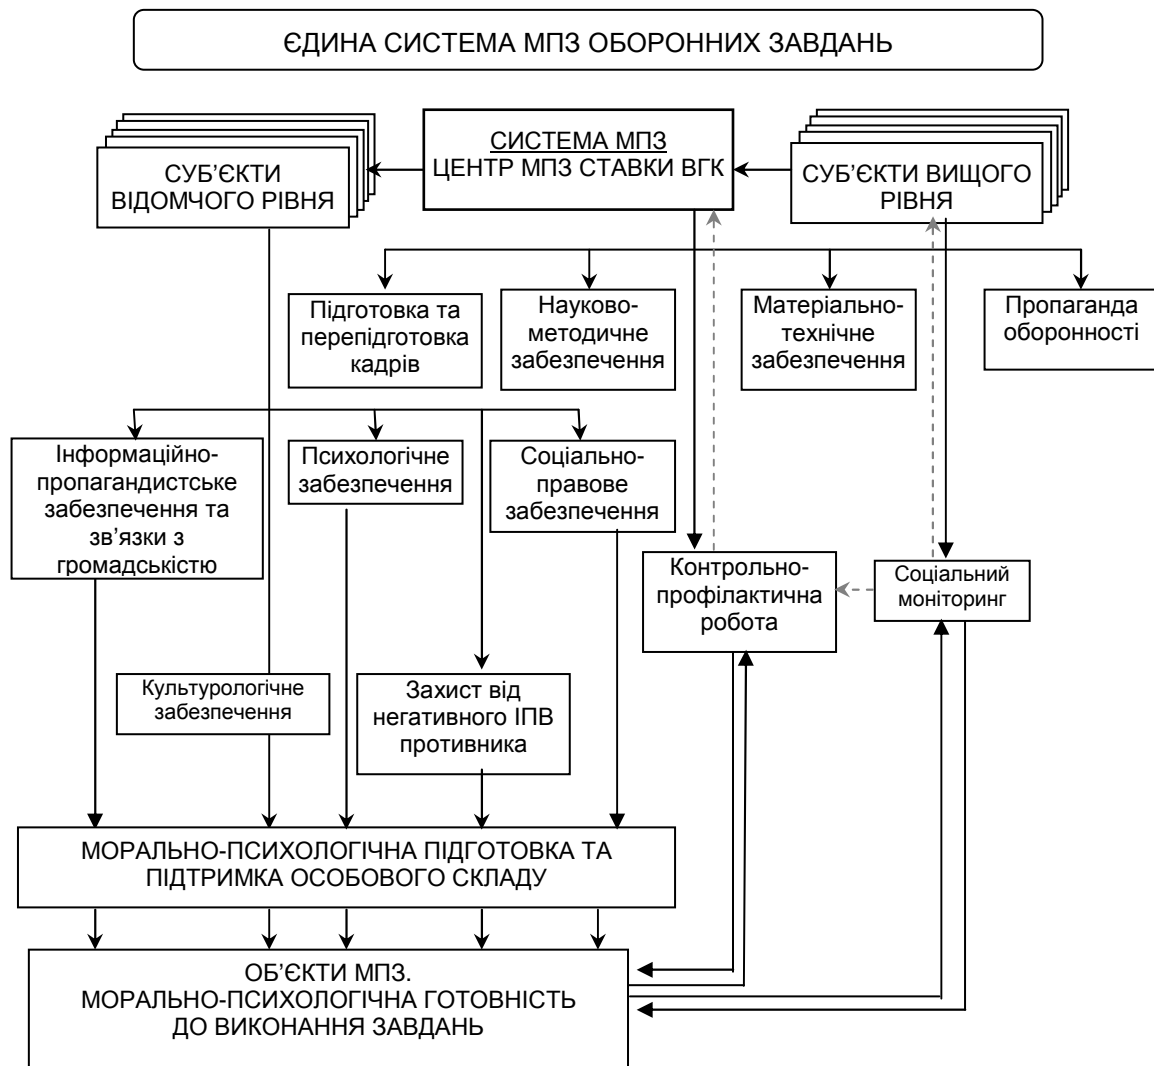 ЄДИНА СИСТЕМА МПЗ ОБОРОННИХ ЗАВДАНЬ
СУБ’ЄКТИ
ВІДОМЧОГО РІВНЯ
СИСТЕМА МПЗ
ЦЕНТР МПЗ СТАВКИ ВГК
СУБ’ЄКТИ ВИЩОГО
РІВНЯ
Підготовка та
перепідготовка
кадрів
Науково-
методичне
забезпечення
Матеріально-
технічне
забезпечення
Пропаганда
оборонності
Інформаційно-
пропагандистське
забезпечення та
зв’язки з
громадськістю
Психологічне
забезпечення
Соціально-
правове
забезпечення
Контрольно-
профілактична
робота
Соціальний
моніторинг
Культурологічне
забезпечення
Захист від
негативного ІПВ
противника
МОРАЛЬНО-ПСИХОЛОГІЧНА ПІДГОТОВКА ТА
ПІДТРИМКА ОСОБОВОГО СКЛАДУ
ОБ’ЄКТИ МПЗ.
МОРАЛЬНО-ПСИХОЛОГІЧНА ГОТОВНІСТЬ
ДО ВИКОНАННЯ ЗАВДАНЬ